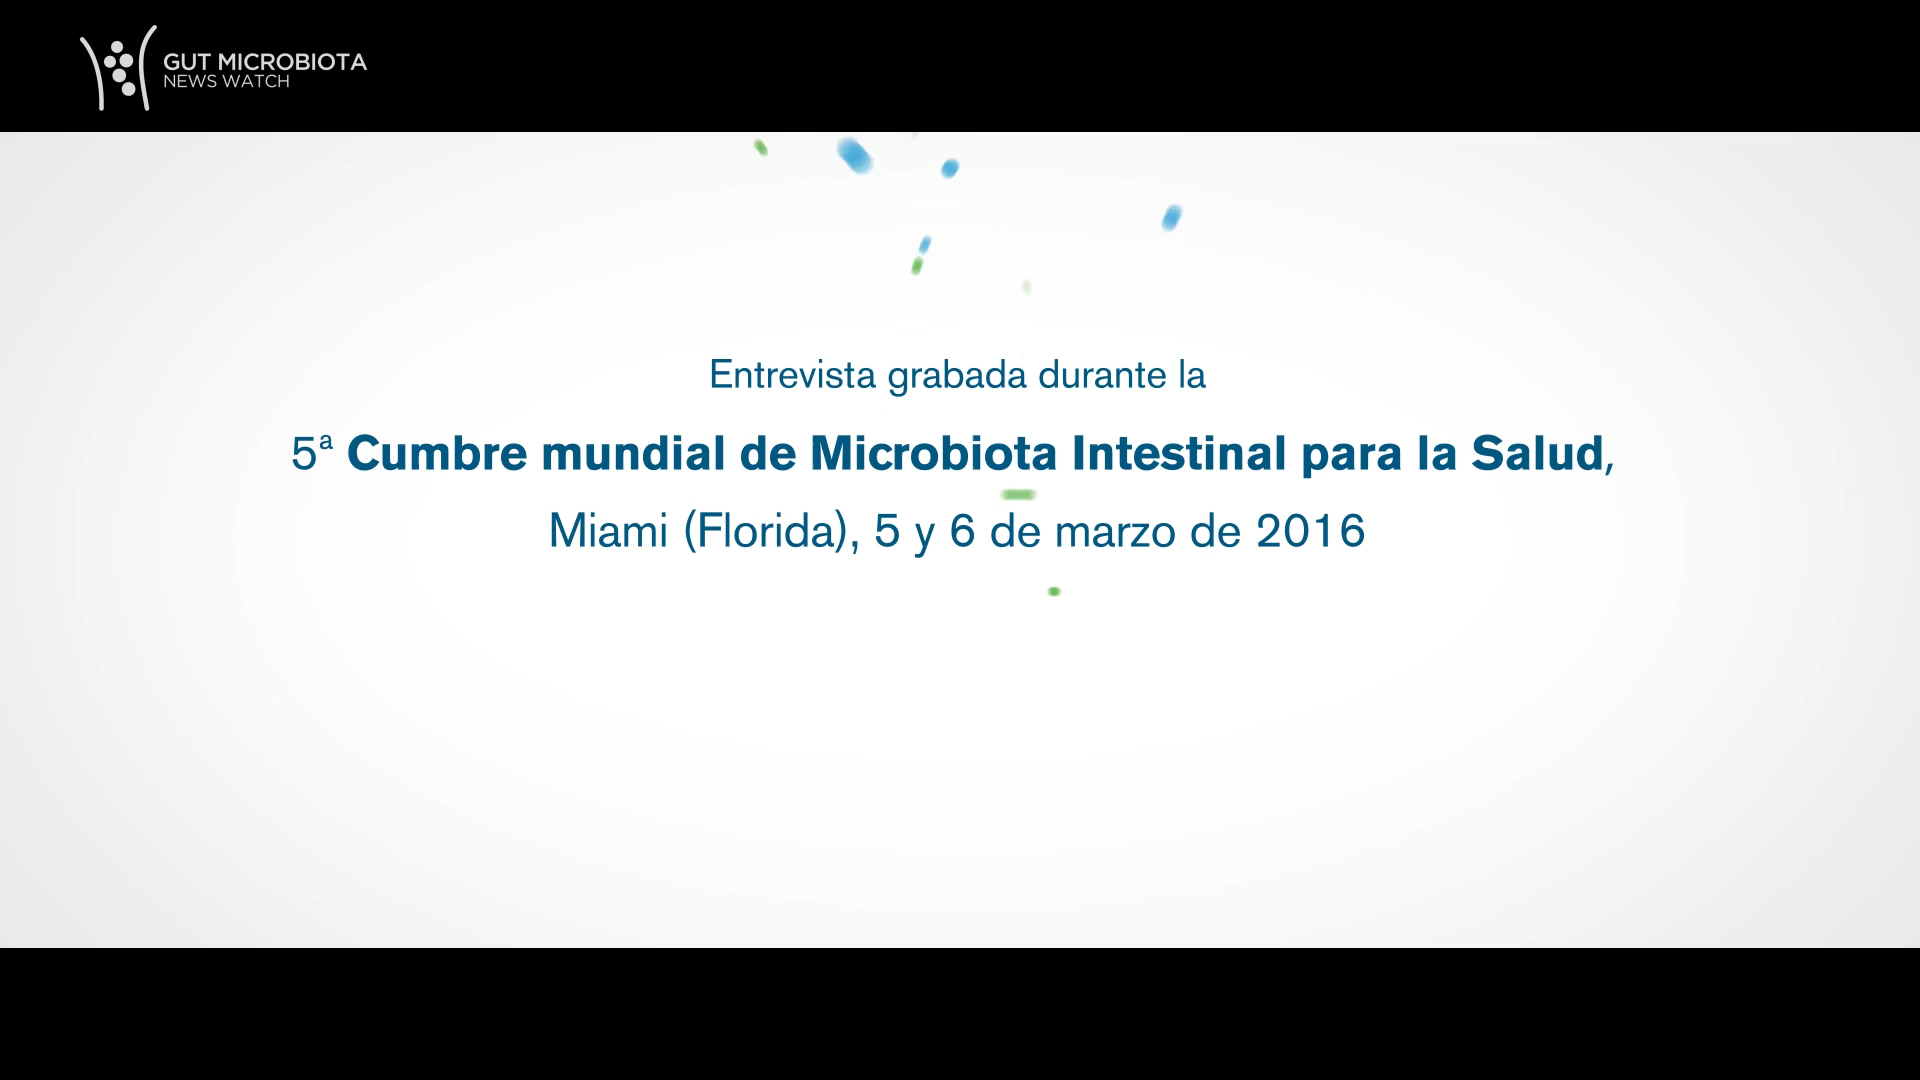 GUT MICROBIOTA
NEWS WATCH
Entrevista grabada durante la
5ª Cumbre mundial de Microbiota Intestinal para la Salud,
Miami (Florida), 5 y 6 de marzo de 2016